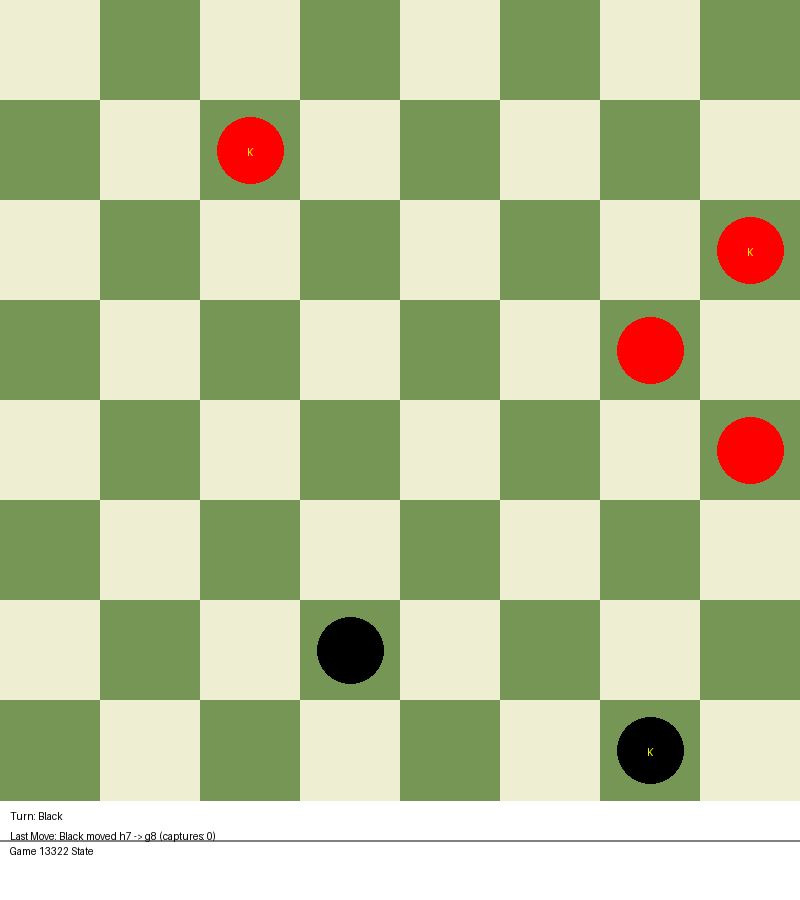 K
K
K
Turn: Black
Last Move: Black moved h7 -> g8 (captures: 0)
Game 13322 State